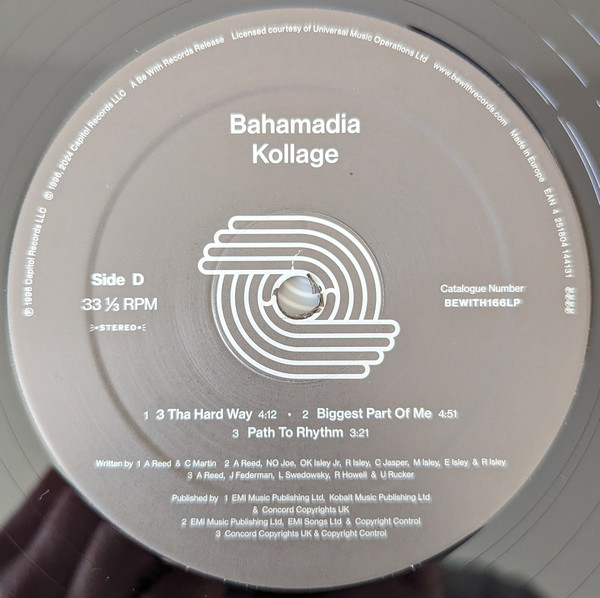 ℗ 1996 Capitol Records LLC © 1996, 2024 Capitol Records LLC A Be With Records Release Licensed courtesy of Universal Music Operations Ltd www.bewithrecords.com Made in Europe EAN 4 251804 144131
Bahamadia
Kollage
Side D
33 ⅓ RPM
STEREO
Catalogue Number
BEWITH166LP
1 3 Tha Hard Way 4:12 • 2 Biggest Part Of Me 4:51
3 Path To Rhythm 3:21
Written by 1 A Reed & C Martin 2 A Reed, NO Joe, OK Isley Jr, R Isley, C Jasper, M Isley, E Isley & R Isley
3 A Reed, J Federman, L Swedowsky, R Howell & U Rucker
Published by 1 EMI Music Publishing Ltd, Kobalt Music Publishing Ltd
& Concord Copyrights UK
2 EMI Music Publishing Ltd, EMI Songs Ltd & Copyright Control
3 Concord Copyrights UK & Copyright Control